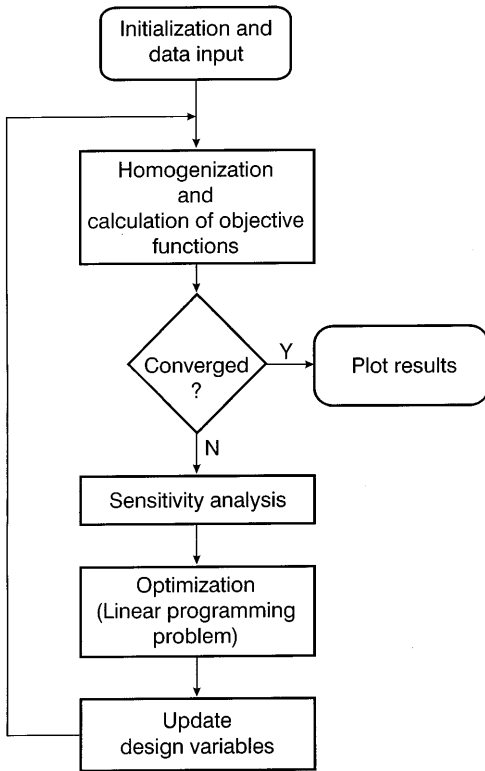 Initialization and
data input
Homogenization
and
calculation of objective
functions
Converged
?
Y
Plot results
N
Sensitivity analysis
Optimization
(Linear programming
problem)
Update
design variables